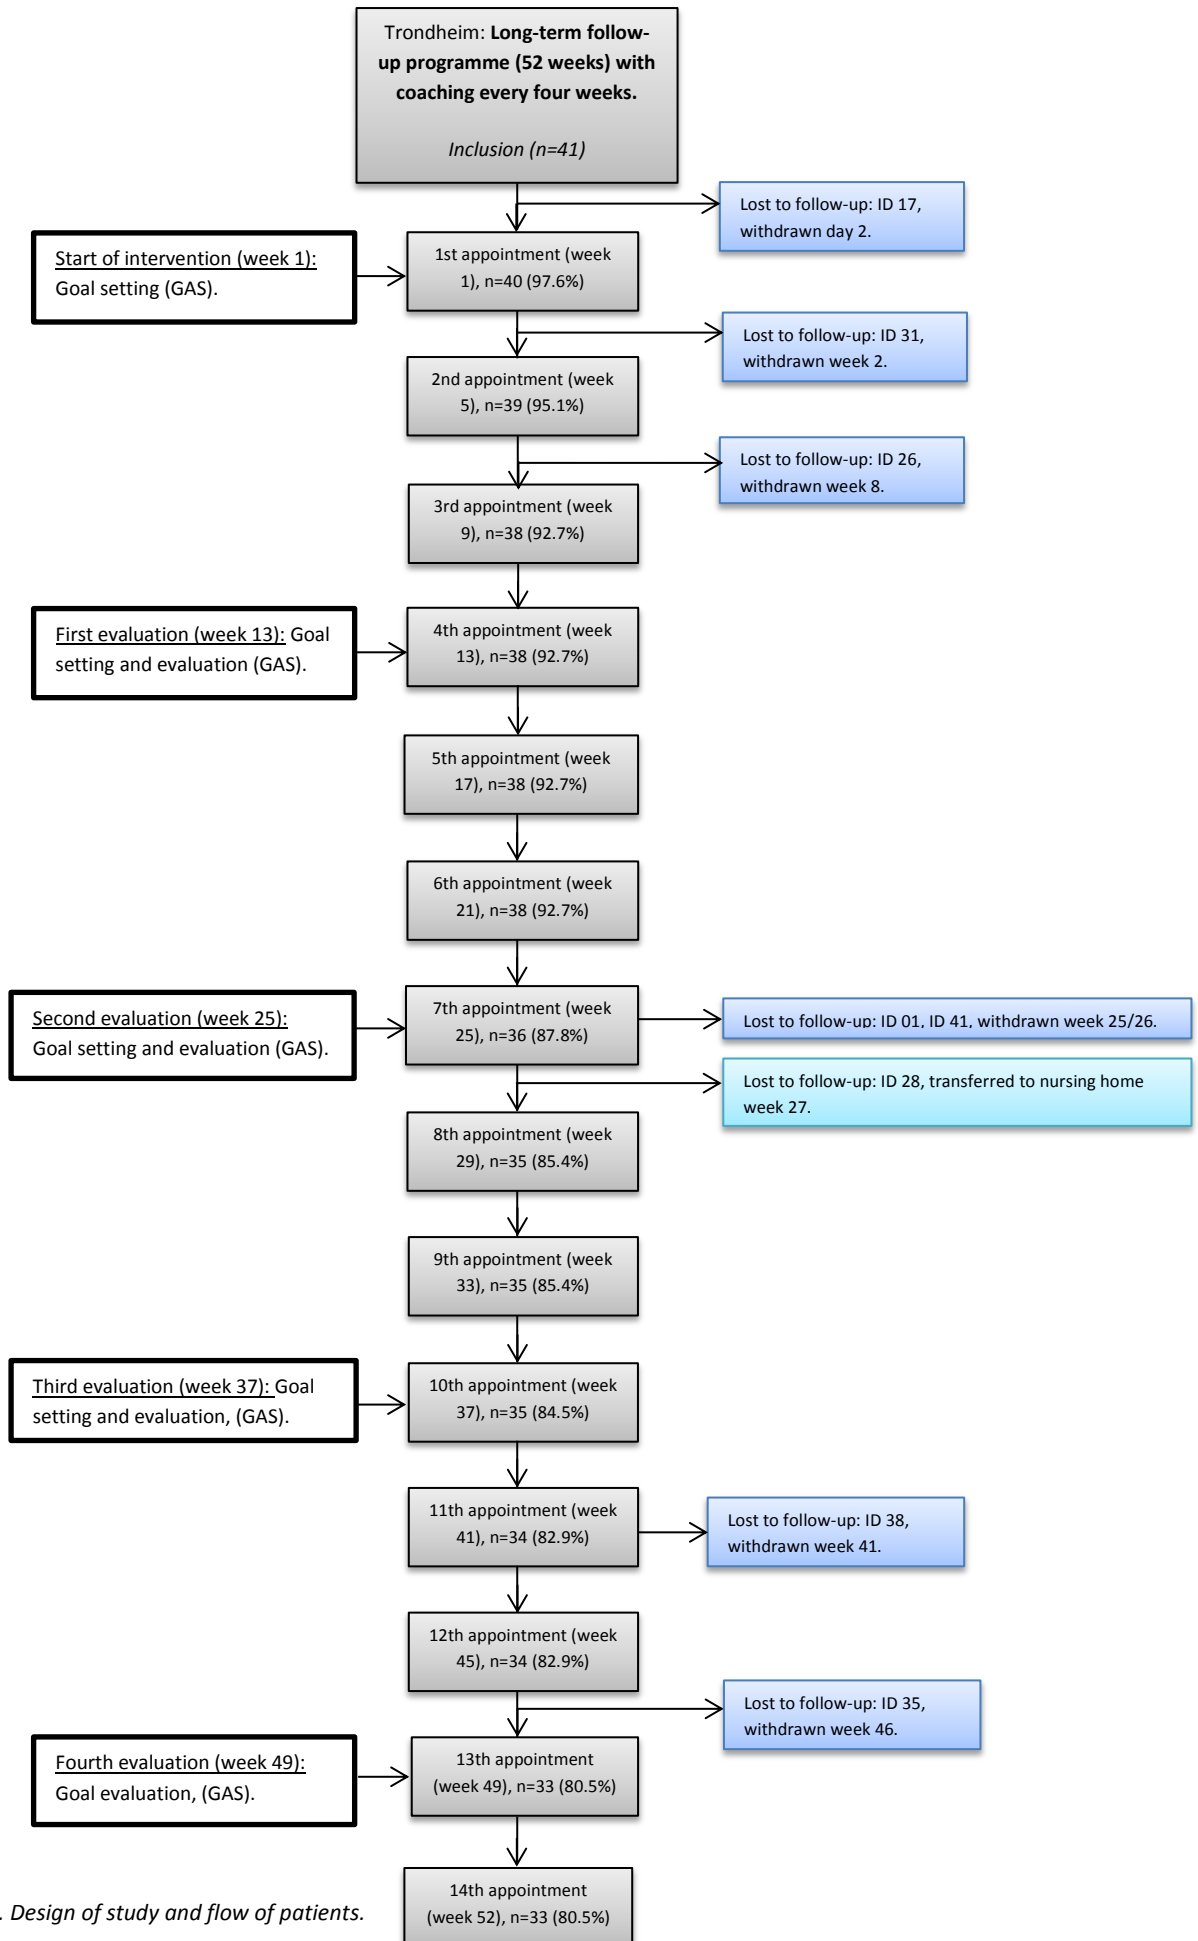 Trondheim: Long-term follow-
up programme (52 weeks) with
coaching every four weeks.
Inclusion (n=41)
Lost to follow-up: ID 17,
withdrawn day 2.
Start of intervention (week 1):
Goal setting (GAS).
1st appointment (week
1), n=40 (97.6%)
Lost to follow-up: ID 31,
withdrawn week 2.
2nd appointment (week
5), n=39 (95.1%)
Lost to follow-up: ID 26,
withdrawn week 8.
3rd appointment (week
9), n=38 (92.7%)
First evaluation (week 13): Goal
setting and evaluation (GAS).
4th appointment (week
13), n=38 (92.7%)
5th appointment (week
17), n=38 (92.7%)
6th appointment (week
21), n=38 (92.7%)
Second evaluation (week 25):
Goal setting and evaluation (GAS).
7th appointment (week
25), n=36 (87.8%)
Lost to follow-up: ID 01, ID 41, withdrawn week 25/26.
Lost to follow-up: ID 28, transferred to nursing home
week 27.
8th appointment (week
29), n=35 (85.4%)
9th appointment (week
33), n=35 (85.4%)
Third evaluation (week 37): Goal
setting and evaluation, (GAS).
10th appointment (week
37), n=35 (84.5%)
11th appointment (week
41), n=34 (82.9%)
Lost to follow-up: ID 38,
withdrawn week 41.
12th appointment (week
45), n=34 (82.9%)
Lost to follow-up: ID 35,
withdrawn week 46.
Fourth evaluation (week 49):
Goal evaluation, (GAS).
13th appointment
(week 49), n=33 (80.5%)
14th appointment
(week 52), n=33 (80.5%)
. Design of study and flow of patients.